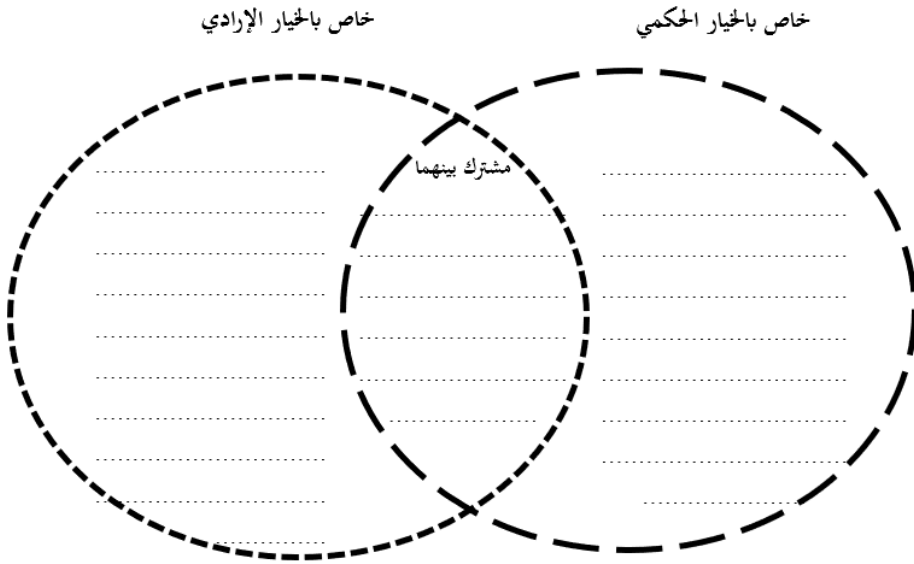 خاص بالخيار الحكمي
خاص بالخيار الإرادي
مشترك بينهما